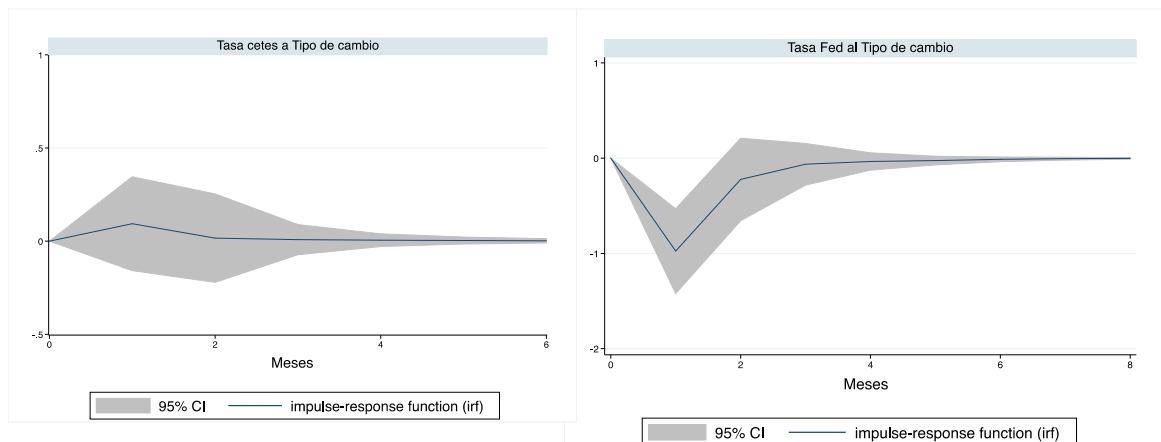 Tasa cetes a Tipo de cambio
1
.5
0
-.5
0 2 4 6
Meses
95% CI impulse-response function (irf)
Tasa Fed al Tipo de cambio
1
0
-1
-2
0 2 4 6 8
Meses
95% CI impulse-response function (irf)